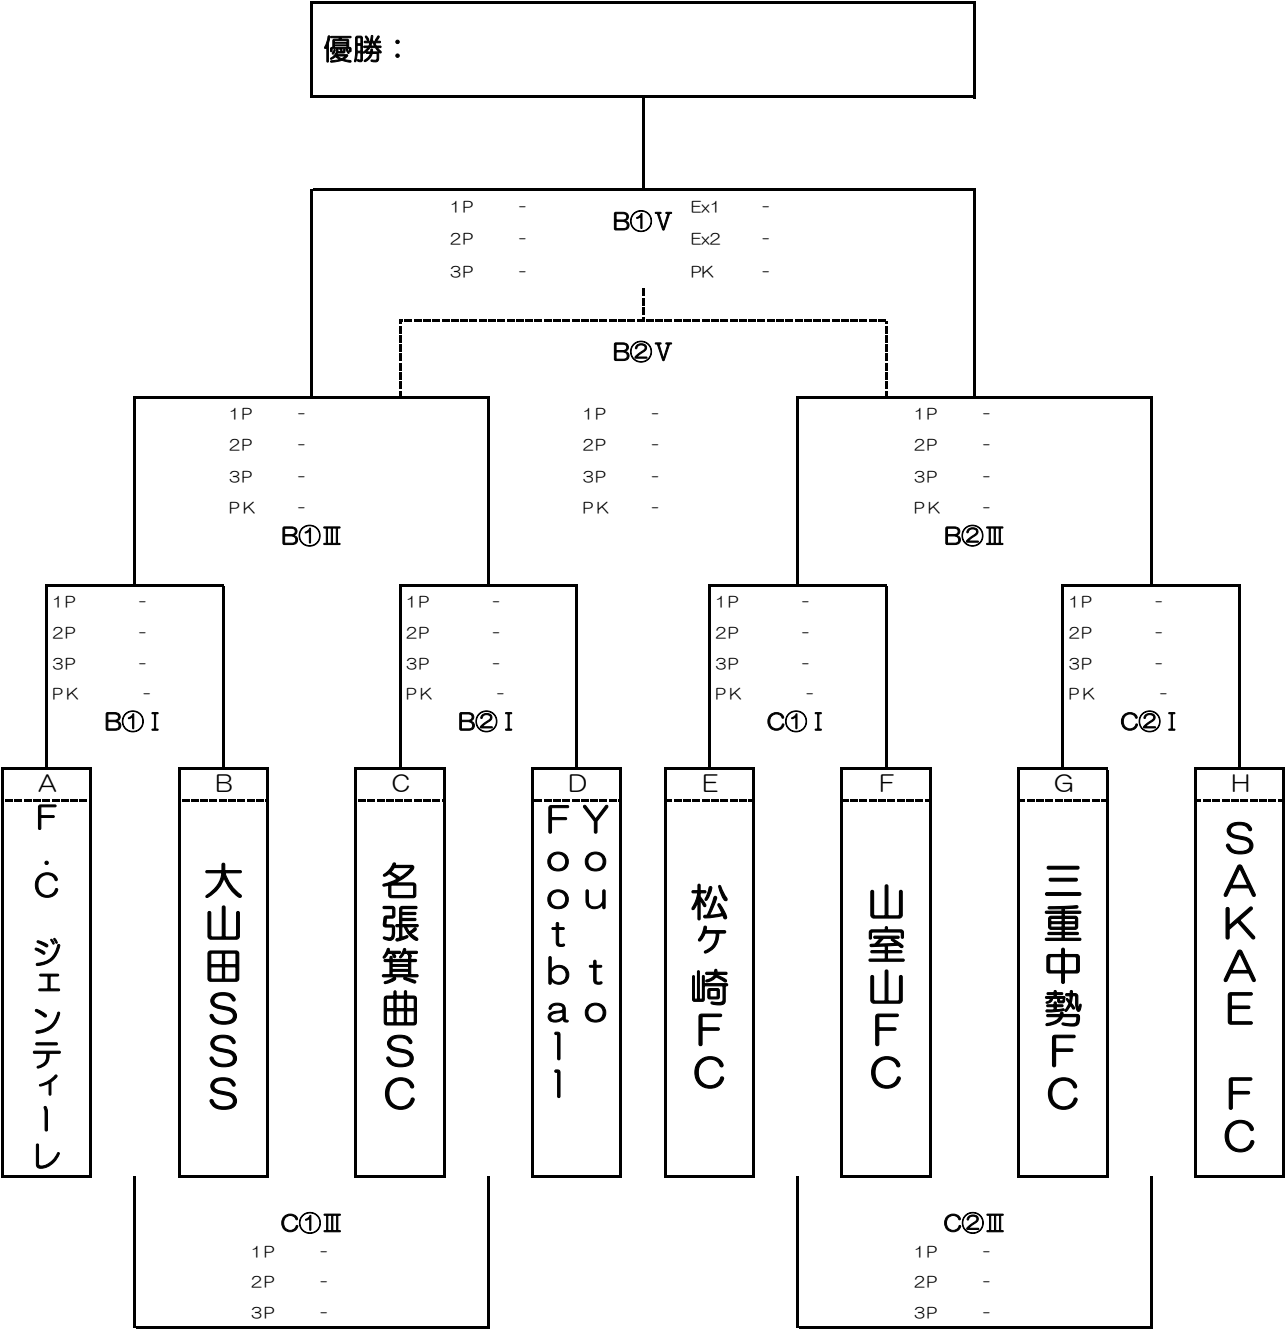 優勝：
1P - B①Ⅴ Ex1 -
2P - Ex2 -
3P - PK -
B②Ⅴ
1P - 1P - 1P -
2P - 2P - 2P -
3P - 3P - 3P -
PK - PK - PK -
B①Ⅲ B②Ⅲ
1P - 1P - 1P - 1P -
2P - 2P - 2P - 2P -
3P - 3P - 3P - 3P -
PK - PK - PK - PK -
B①Ⅰ B②Ⅰ C①Ⅰ C②Ⅰ
A B C D E F G H
F.C ジェンティーレ
大山田SSS
名張箕曲SC
You to
Football
松ヶ崎FC
山室山FC
三重中勢FC
SAKAE FC
C①Ⅲ C②Ⅲ
1P - 1P -
2P - 2P -
3P - 3P -